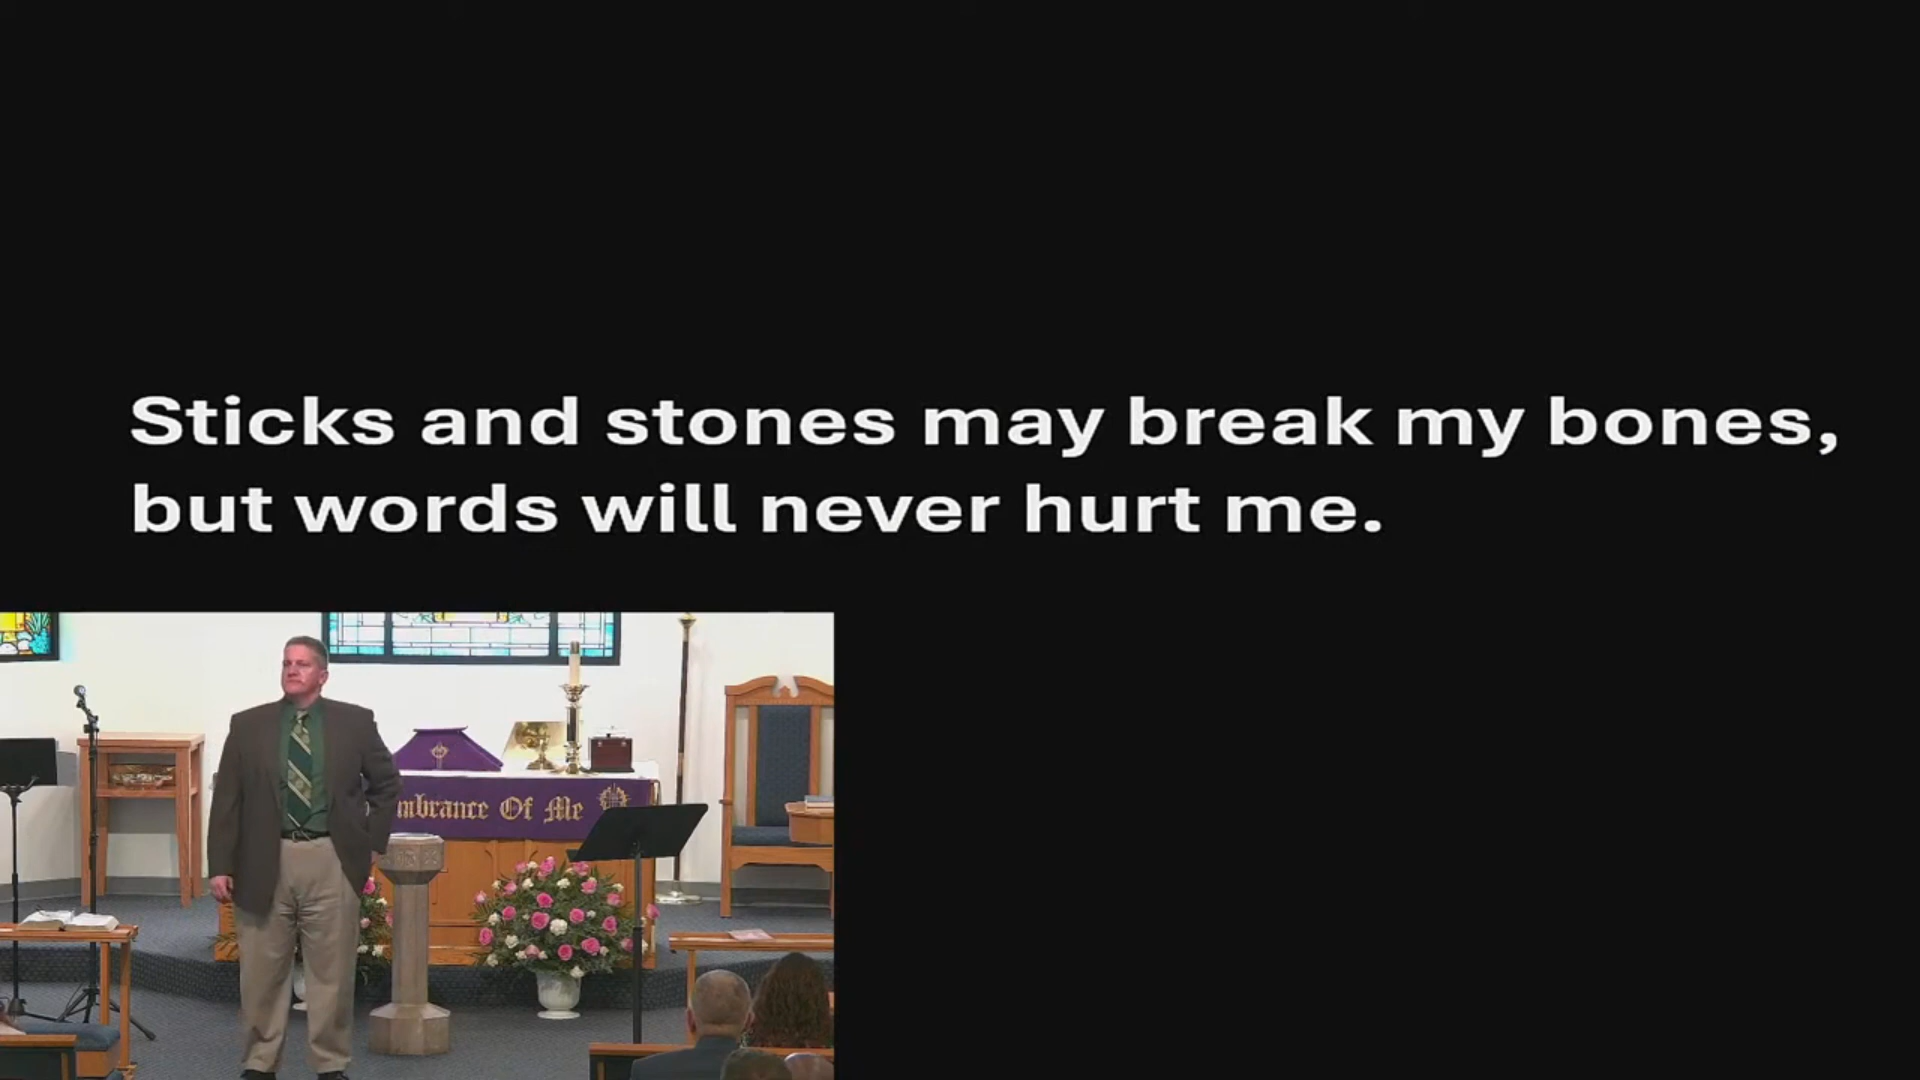 Sticks and stones may break my bones,
but words will never hurt me.
mbrance Of Me